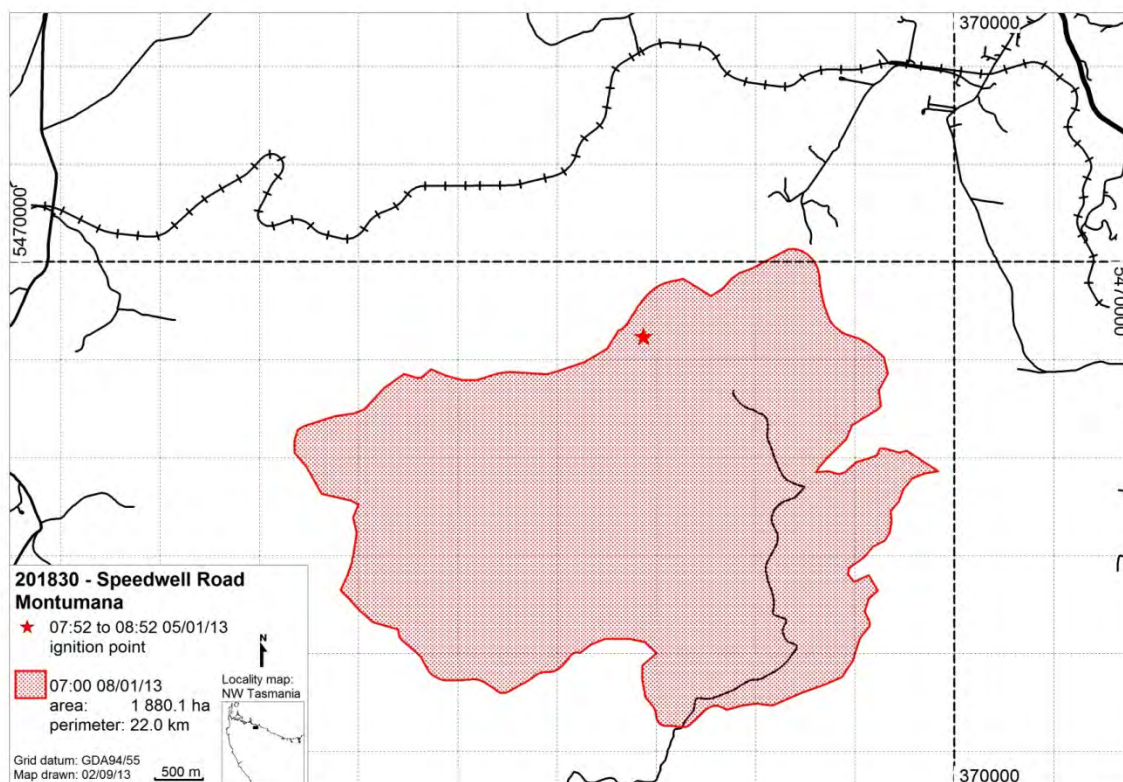 370000
5470000
5470000
201830 - Speedwell Road
Montumana
07:52 to 08:52 05/01/13
ignition point
N
07:00 08/01/13
area: 1 880.1 ha
perimeter: 22.0 km
Locality map:
NW Tasmania
Grid datum: GDA94/55
Map drawn: 02/09/13
500 m
370000